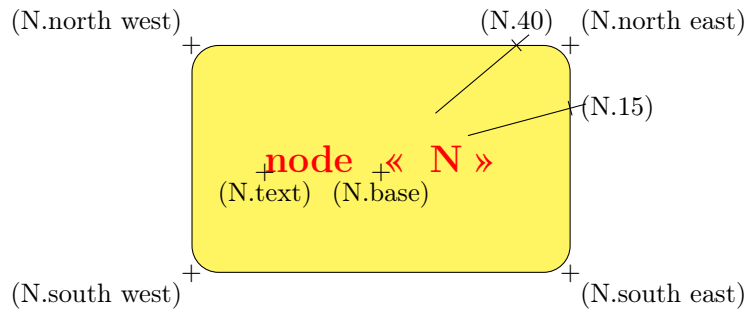 (N.north west)
(N.40)
(N.north east)
(N.15)
node « N »
(N.text)
(N.base)
(N.south west)
(N.south east)